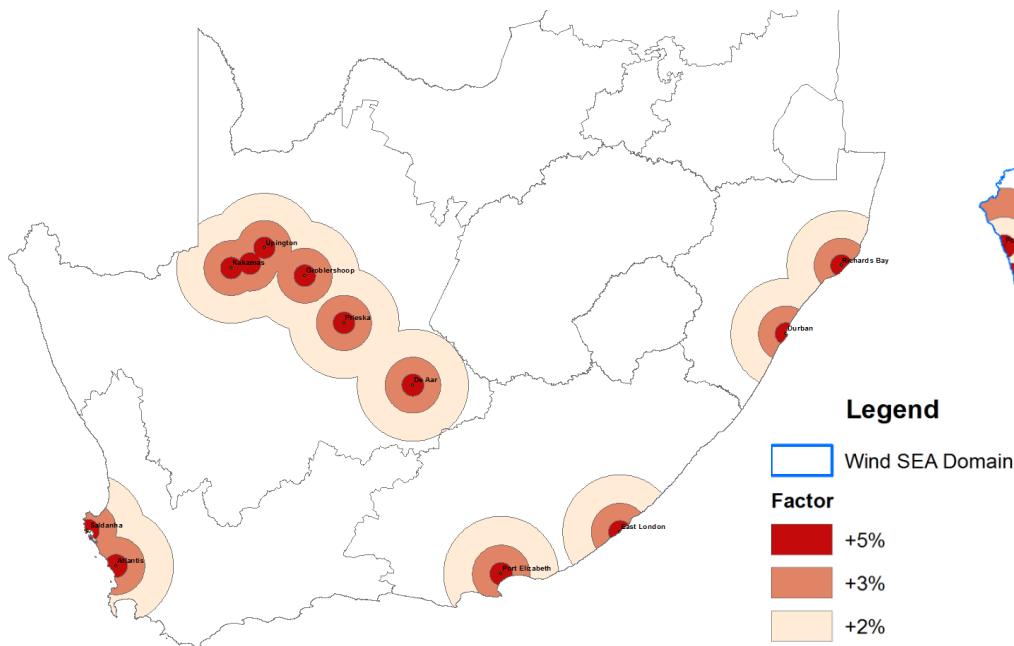 Upington
Kakamas
Groblershoop
Richards Bay
Prieska
Durban
De Aar
Legend
Wind SEA Domain
Factor
Saldanha
East London
+5%
Atlantis
Port Elizabeth
+3%
+2%